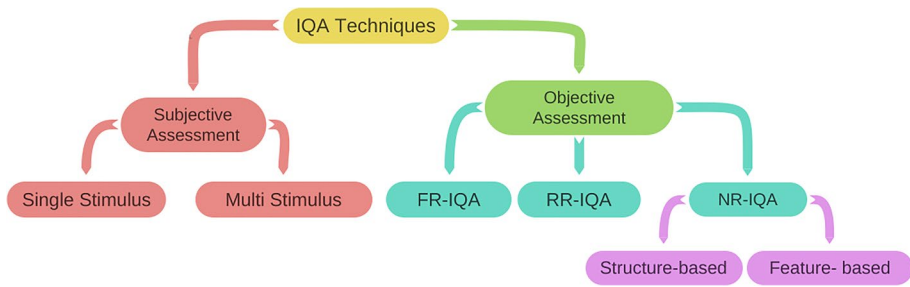 IQA Techniques
Subjective
Assessment
Objective
Assessment
Single Stimulus
Multi Stimulus
FR-IQA
RR-IQA
NR-IQA
Structure-based
Feature- based